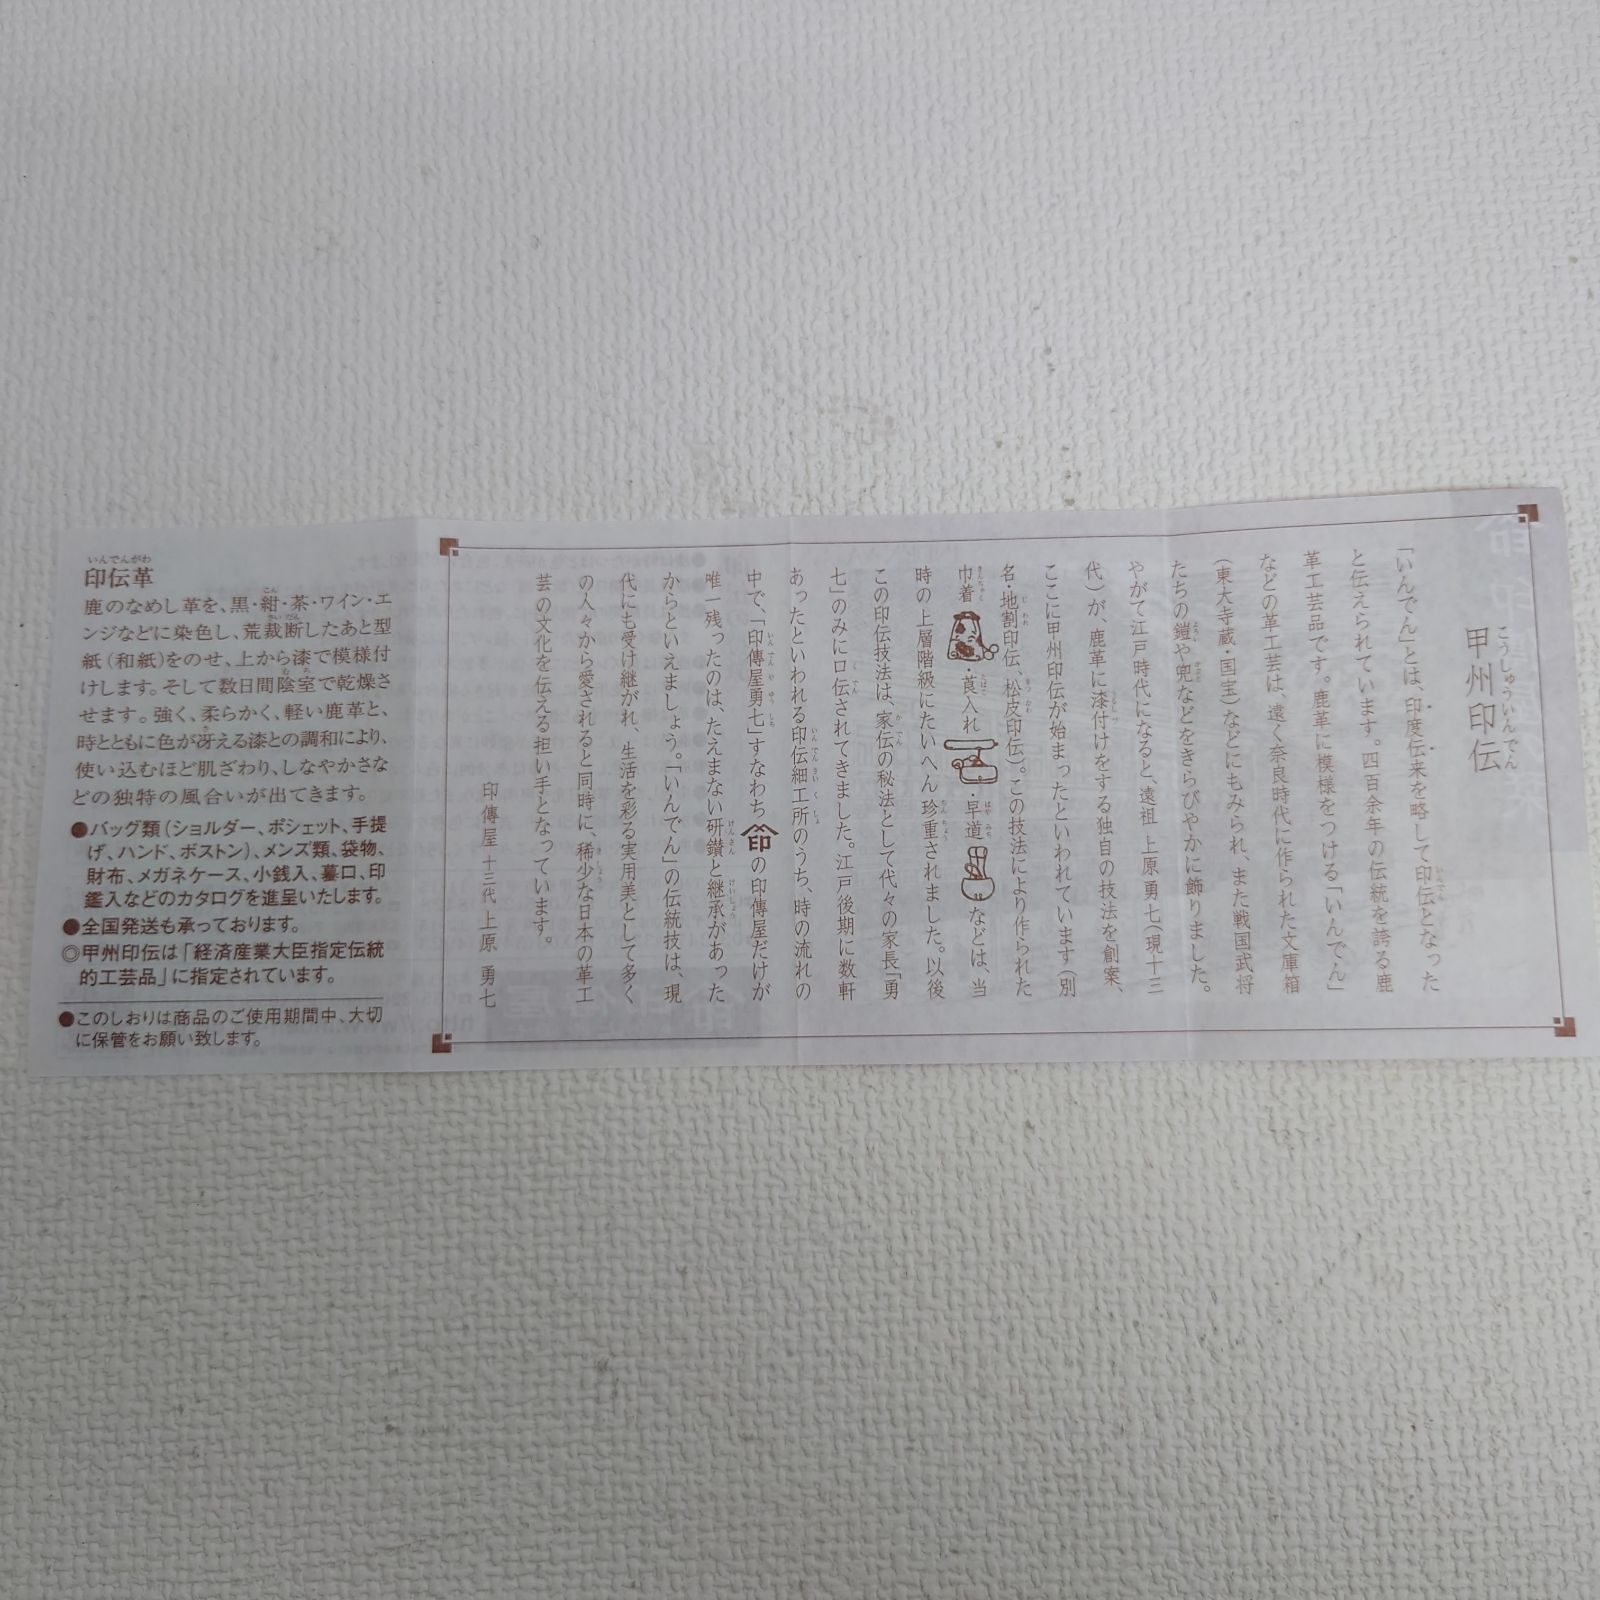 甲州印伝
こうしゅういんでん
「いんでん」とは、印度伝来を略して印伝となった
と伝えられています。四百余年の伝統を誇る鹿
革工芸品です。鹿革に模様をつける「いんでん」
などの革工芸は、遠く奈良時代に作られた文庫箱
(東大寺蔵・国宝)などにもみられ、また戦国武将
たちの鎧や兜などをきらびやかに飾りました。
やがて江戸時代になると、遠祖 上原勇七(現十三
代)が、鹿革に漆付けをする独自の技法を創案、
ここに甲州印伝が始まったといわれています(別
名・地割印伝、松皮印伝)。この技法により作られた
巾着・莨入れ・早道などは、当
時の上層階級にたいへん珍重されました。以後
この印伝技法は、家伝の秘法として代々の家長「勇
七」のみに口伝されてきました。江戸後期に数軒
あったといわれる印伝細工所のうち、時の流れの
中で、「印傳屋勇七」すなわち印の印傳屋だけが
唯一残ったのは、たえまない研鑚と継承があった
からといえましょう。「いんでん」の伝統技は、現
代にも受け継がれ、生活を彩る実用美として多く
の人々から愛されると同時に、稀少な日本の革工
芸の文化を伝える担い手となっています。
印傳屋 十三代 上原 勇七
いんでんがわ
印伝革
鹿のなめし革を、黒・紺・茶・ワイン・エ
ンジなどに染色し、荒裁断したあと型
紙(和紙)をのせ、上から漆で模様付
けします。そして数日間陰室で乾燥さ
せます。強く、柔らかく、軽い鹿革と、
時とともに色が冴える漆との調和により、
使い込むほど肌ざわり、しなやかさな
どの独特の風合いが出てきます。
●バッグ類(ショルダー、ポシェット、手提
げ、ハンド、ボストン)、メンズ類、袋物、
財布、メガネケース、小銭入、蟇口、印
鑑入などのカタログを進呈いたします。
●全国発送も承っております。
◎甲州印伝は「経済産業大臣指定伝統
的工芸品」に指定されています。
●このしおりは商品のご使用期間中、大切
に保管をお願い致します。